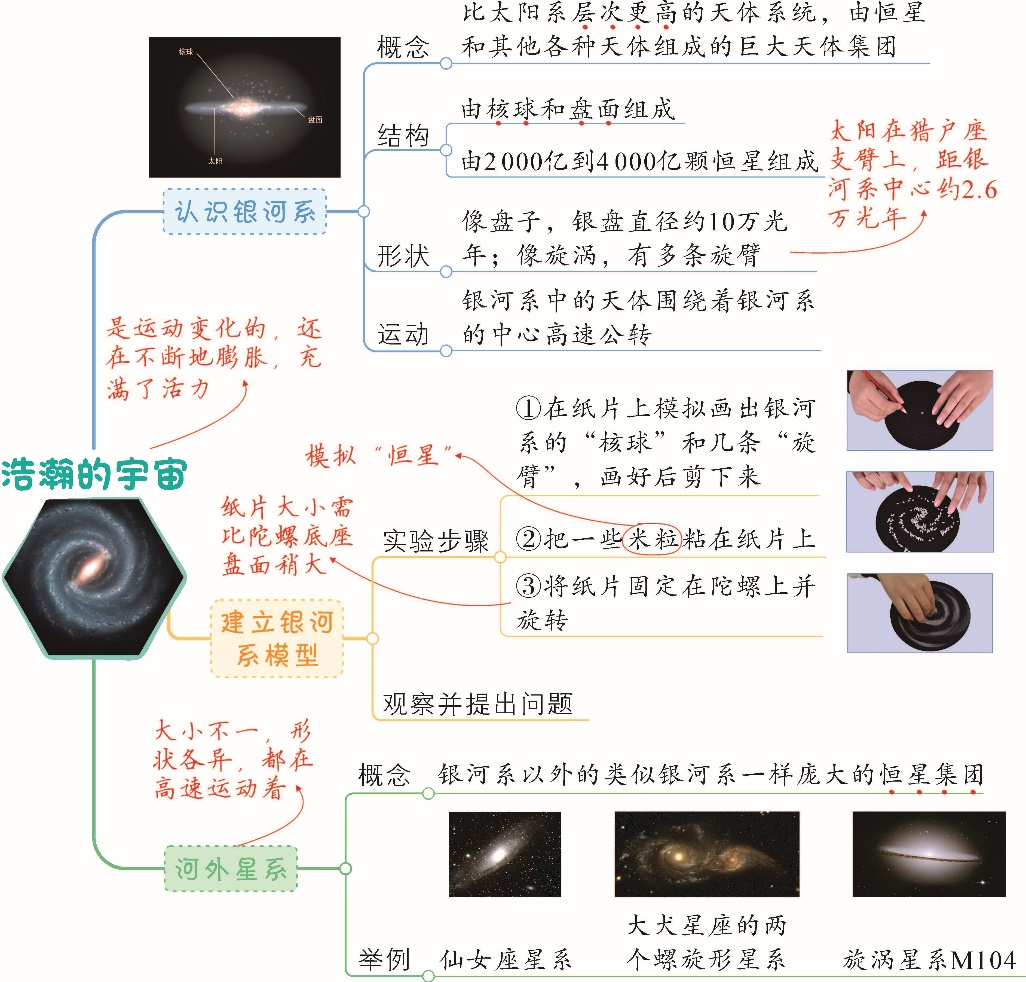 比太阳系层次更高的天体系统，由恒星
和其他各种天体组成的巨大天体集团
概念
核球
盘面
太阳
由核球和盘面组成
结构
由2000亿到4000亿颗恒星组成
太阳在猎户座
支臂上，距银
河系中心约2.6
万光年
认识银河系
像盘子，银盘直径约10万光
年；像旋涡，有多条旋臂
形状
银河系中的天体围绕着银河系
的中心高速公转
运动
是运动变化的，还
在不断地膨胀，充
满了活力
浩瀚的宇宙
①在纸片上模拟画出银河
系的“核球”和几条“旋
臂”，画好后剪下来
模拟“恒星”
纸片大小需
比陀螺底座
盘面稍大
实验步骤
②把一些米粒粘在纸片上
③将纸片固定在陀螺上并
旋转
建立银河
系模型
观察并提出问题
大小不一，形
状各异，都在
高速运动着
概念
银河系以外的类似银河系一样庞大的恒星集团
河外星系
举例
仙女座星系
大犬星座的两
个螺旋形星系
旋涡星系M104